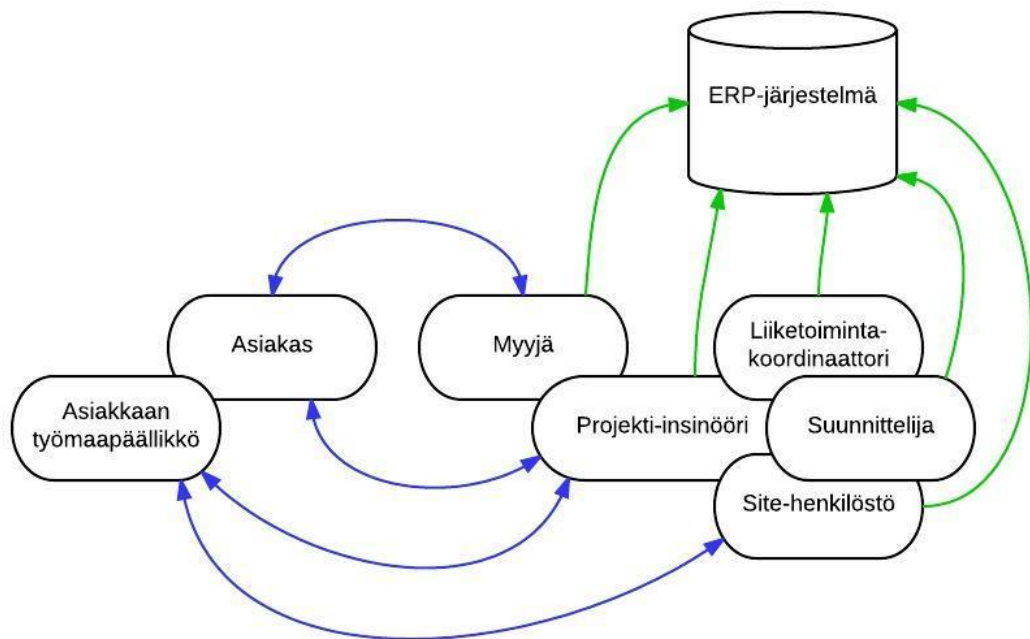 ERP-järjestelmä
Asiakas
Myyjä
Liiketoiminta-
koordinaattori
Asiakkaan
työmaapäällikkö
Projekti-insinööri
Suunnittelija
Site-henkilöstö